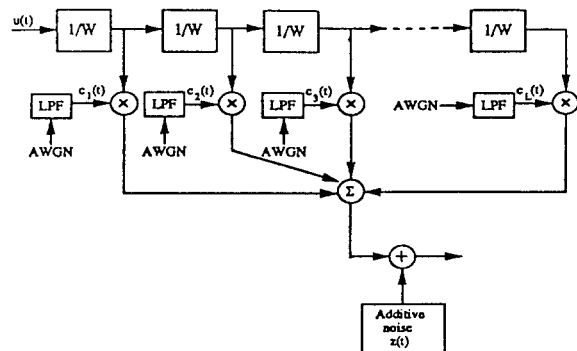 u(t)
1/W 1/W 1/W 1/W
LPF c1(t) LPF c2(t) LPF c3(t) AWGN LPF cL(t)
× × × ×
AWGN AWGN AWGN
Σ
+
Additive
noise
z(t)